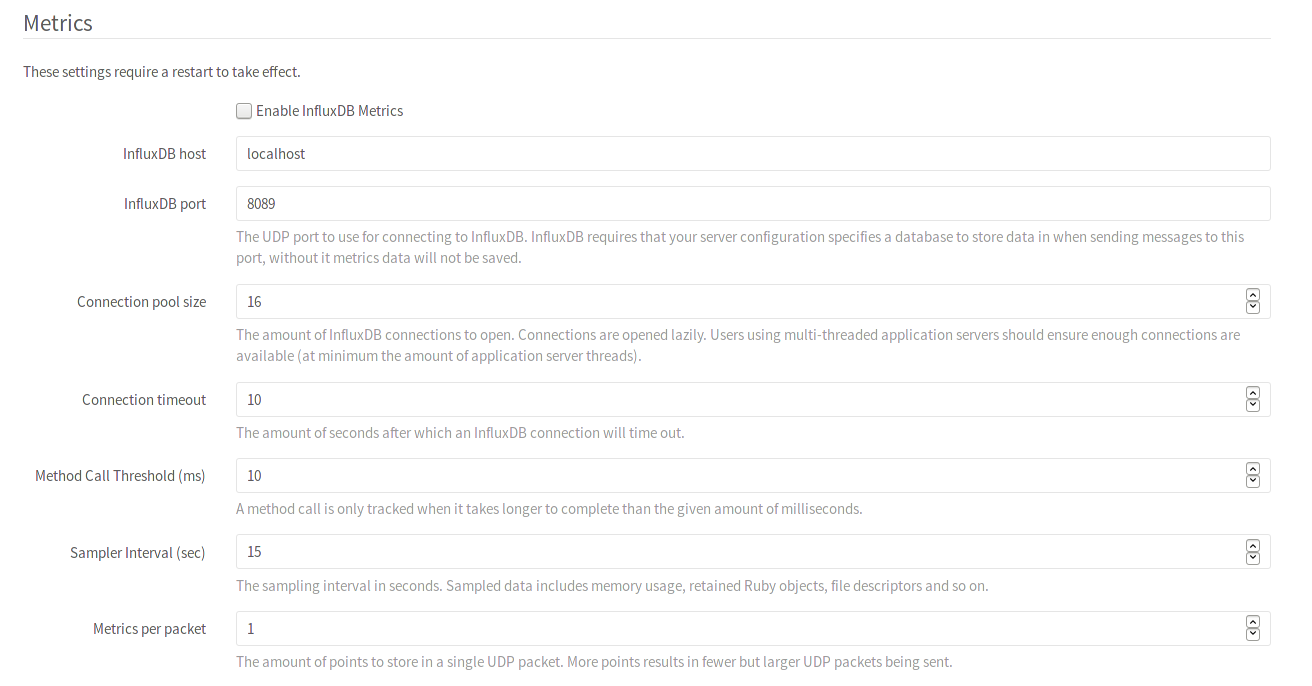 Metrics
These settings require a restart to take effect.
Enable InfluxDB Metrics
InfluxDB host
localhost
InfluxDB port
8089
The UDP port to use for connecting to InfluxDB. InfluxDB requires that your server configuration specifies a database to store data in when sending messages to this
port, without it metrics data will not be saved.
Connection pool size
16
The amount of InfluxDB connections to open. Connections are opened lazily. Users using multi-threaded application servers should ensure enough connections are
available (at minimum the amount of application server threads).
Connection timeout
10
The amount of seconds after which an InfluxDB connection will time out.
Method Call Threshold (ms)
10
A method call is only tracked when it takes longer to complete than the given amount of milliseconds.
Sampler Interval (sec)
15
The sampling interval in seconds. Sampled data includes memory usage, retained Ruby objects, file descriptors and so on.
Metrics per packet
1
The amount of points to store in a single UDP packet. More points results in fewer but larger UDP packets being sent.